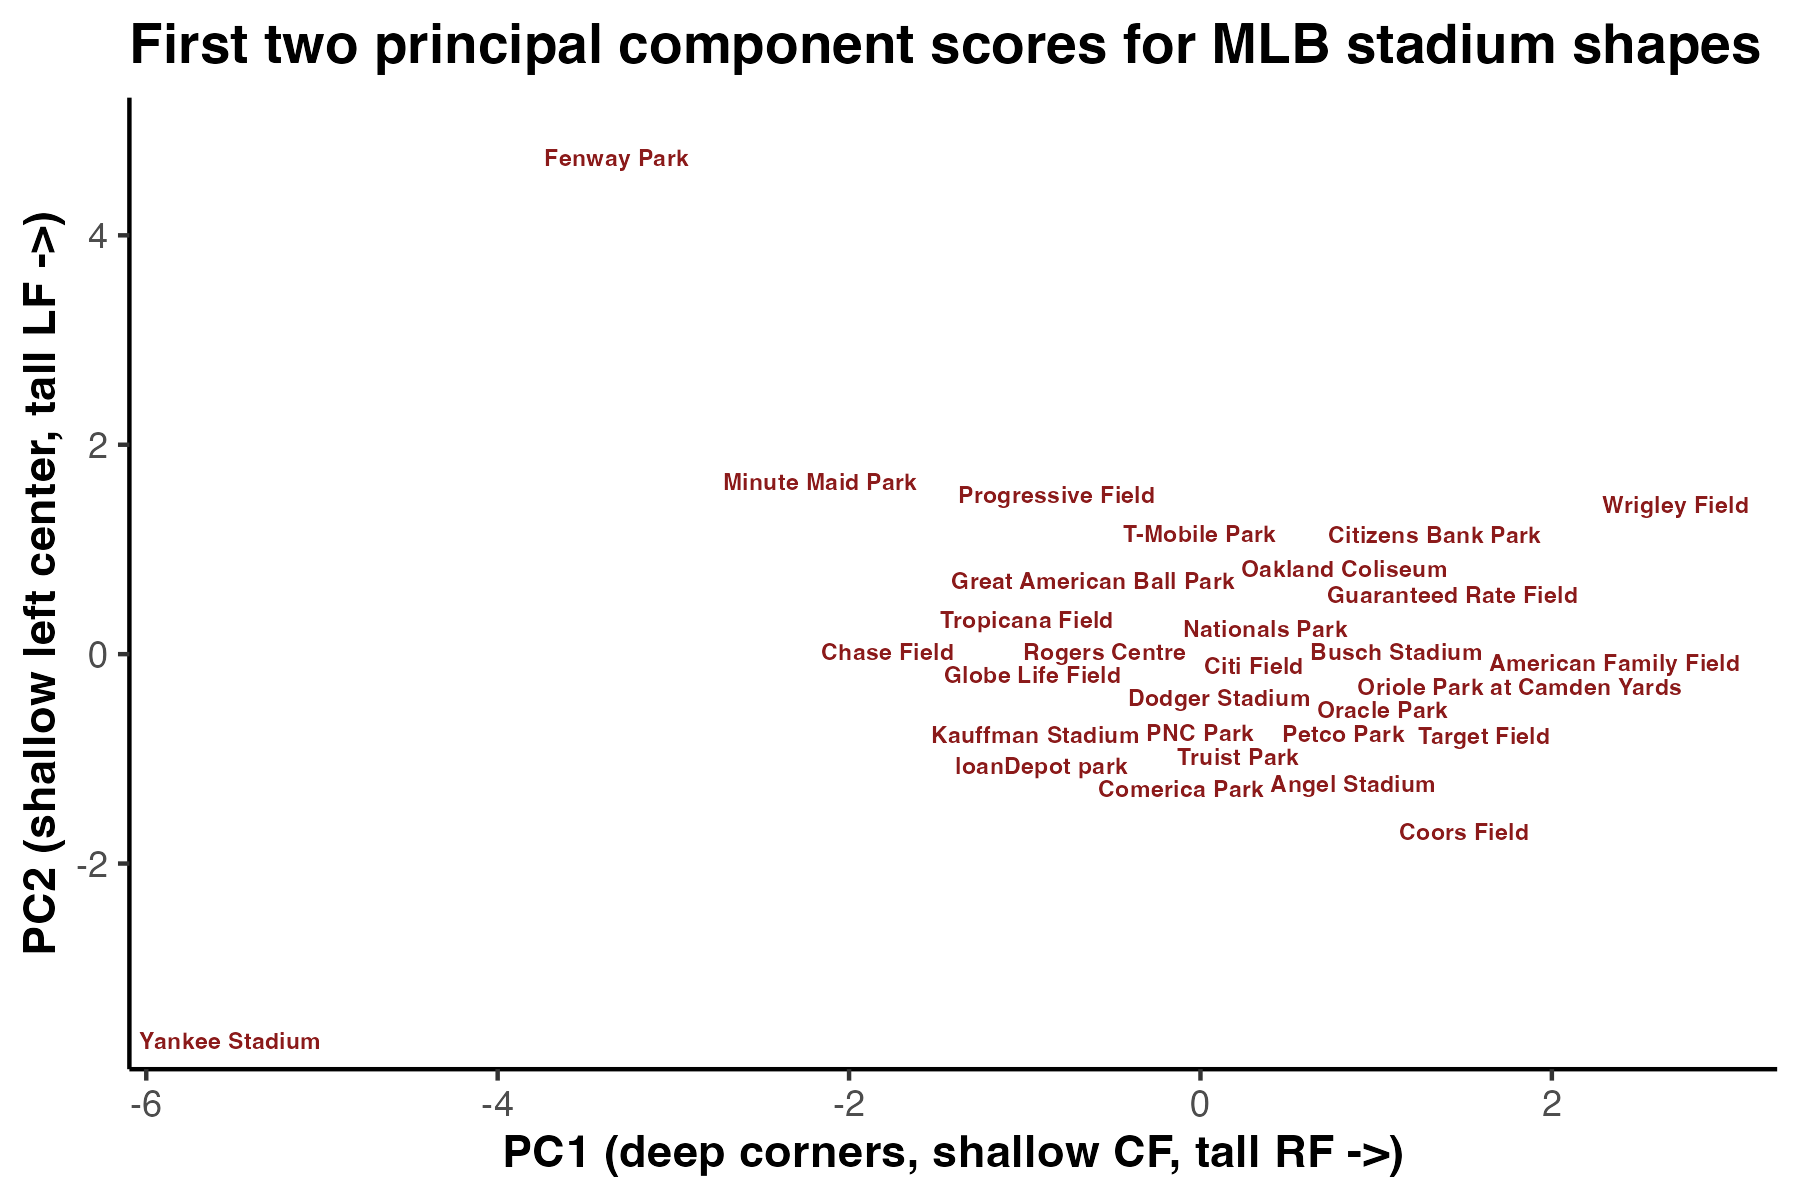 First two principal component scores for MLB stadium shapes
PC2 (shallow left center, tall LF ->)
4
2
0
-2
Fenway Park
Minute Maid Park
Progressive Field
Wrigley Field
T-Mobile Park
Citizens Bank Park
Oakland Coliseum
Great American Ball Park
Guaranteed Rate Field
Tropicana Field
Nationals Park
Chase Field
Rogers Centre
Busch Stadium
Citi Field
American Family Field
Globe Life Field
Oriole Park at Camden Yards
Dodger Stadium
Oracle Park
Kauffman Stadium
PNC Park
Petco Park
Target Field
Truist Park
loanDepot park
Comerica Park
Angel Stadium
Coors Field
Yankee Stadium
-6
-4
-2
0
2
PC1 (deep corners, shallow CF, tall RF ->)